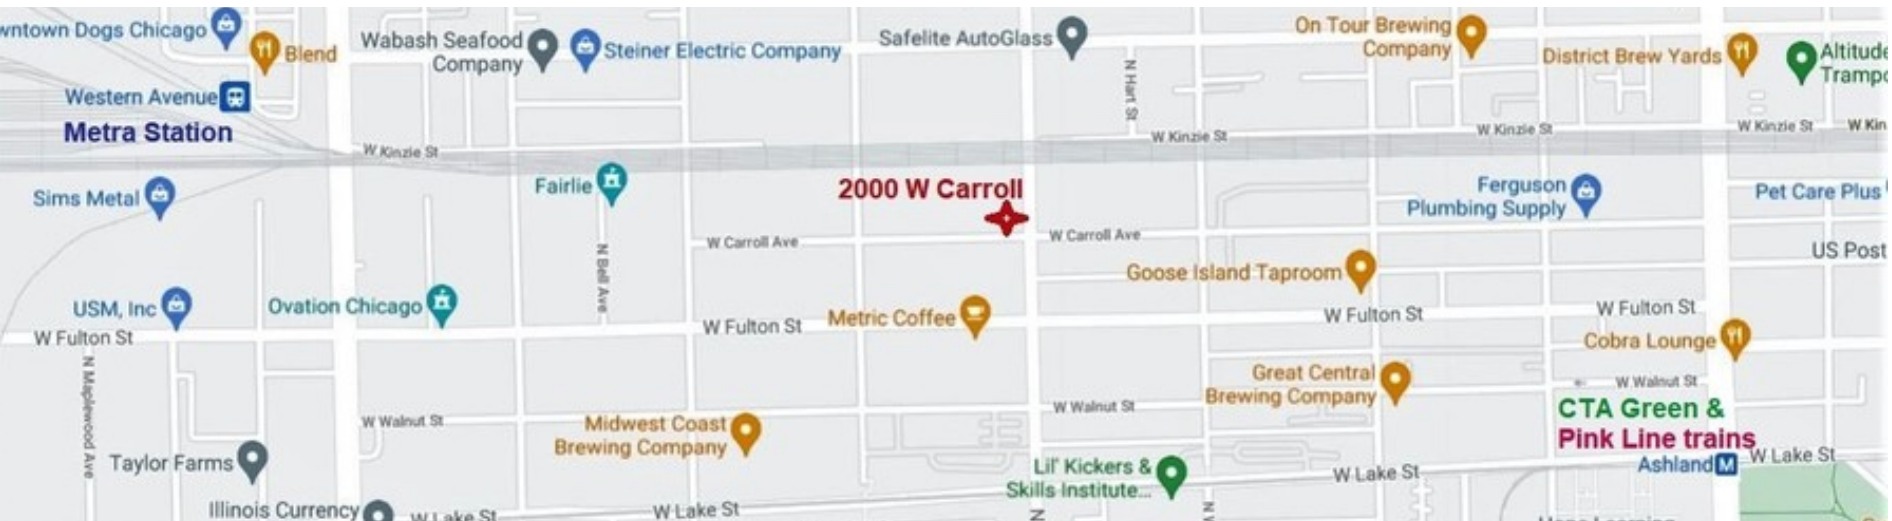 wntown Dogs Chicago
Blend
Wabash Seafood
Company
Steiner Electric Company
Safelite AutoGlass
On Tour Brewing
Company
District Brew Yards
Altitude
Trampo
Western Avenue
Metra Station
N Hart St
W Kinzie St
W Kinzie St
W Kinzie St
W Kinzie St
W Kin
Sims Metal
Fairlie
2000 W Carroll
Ferguson
Plumbing Supply
Pet Care Plus
W Carroll Ave
W Carroll Ave
N Bell Ave
US Post
Goose Island Taproom
USM, Inc
Ovation Chicago
Metric Coffee
W Fulton St
W Fulton St
W Fulton St
W Fulton St
Cobra Lounge
N Maplewood Ave
Great Central
Brewing Company
W Walnut St
W Walnut St
W Walnut St
CTA Green &
Pink Line trains
Midwest Coast
Brewing Company
Taylor Farms
Lil' Kickers &
Skills Institute...
W Lake St
Ashland M
W Lake St
Illinois Currency
W Lake St
W Lake St
N
N